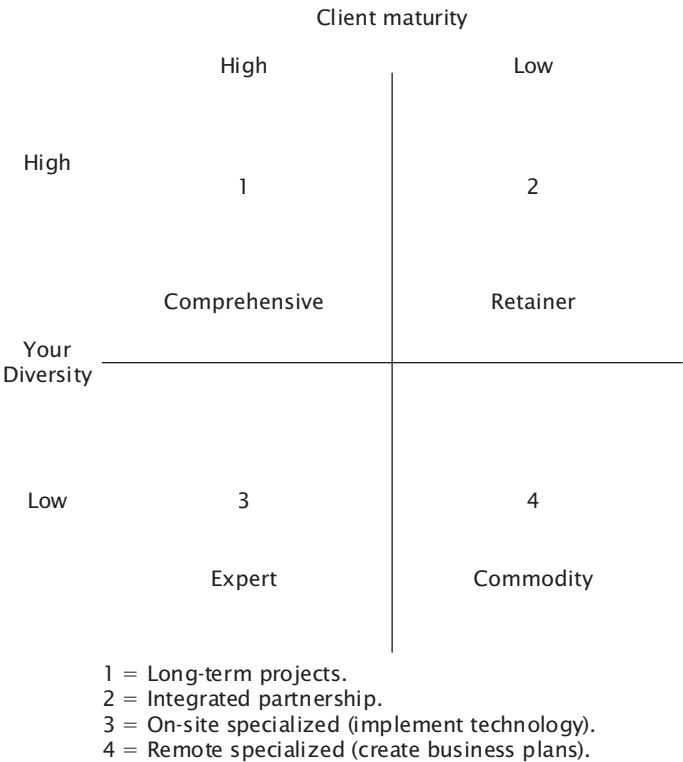 Client maturity
High Low
High
1 2
Comprehensive Retainer
Your
Diversity
Low 3 4
Expert Commodity
1 = Long-term projects.
2 = Integrated partnership.
3 = On-site specialized (implement technology).
4 = Remote specialized (create business plans).